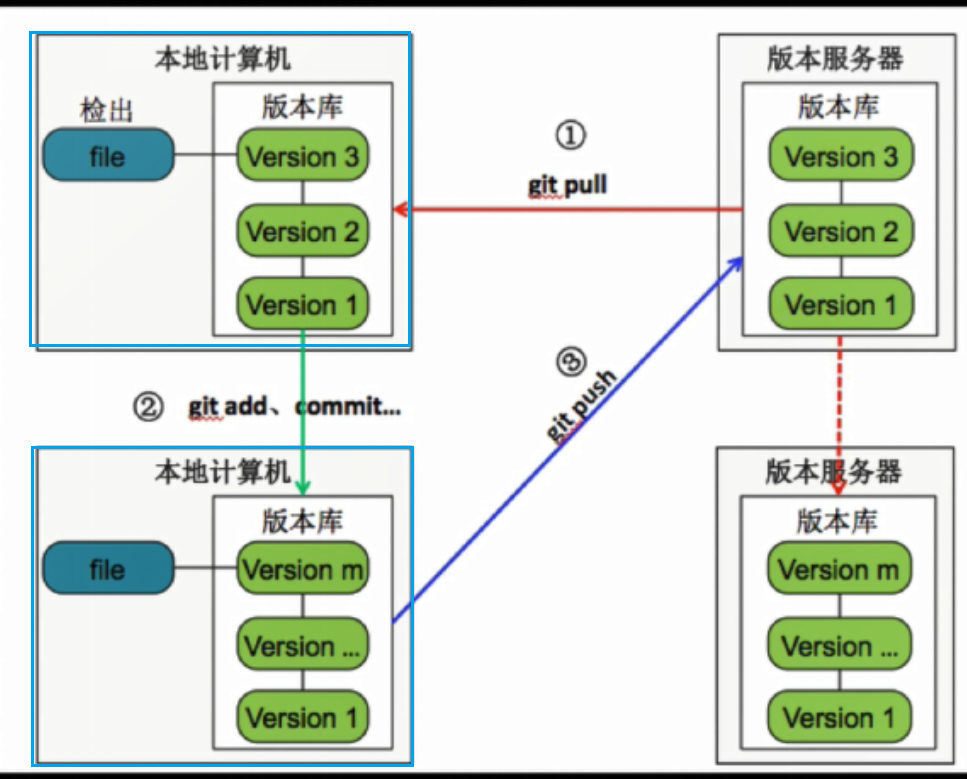 本地计算机
检出
版本库
file
Version 3
Version 2
Version 1
①
git pull
版本服务器
版本库
Version 3
Version 2
Version 1
② git add、commit...
③
git push
本地计算机
版本库
file
Version m
Version ...
Version 1
版本服务器
版本库
Version m
Version ...
Version 1